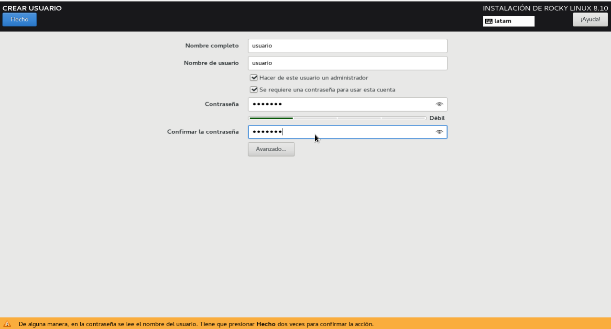 CREAR USUARIO
INSTALACIÓN DE ROCKY LINUX 8.10
Hecho
latam
¡Ayuda!
Nombre completo
usuario
Nombre de usuario
usuario
Hacer de este usuario un administrador
Se requiere una contraseña para usar esta cuenta
Contraseña
•••••••
Débil
Confirmar la contraseña
•••••••
Avanzado...
De alguna manera, en la contraseña se lee el nombre del usuario. Tiene que presionar Hecho dos veces para confirmar la acción.